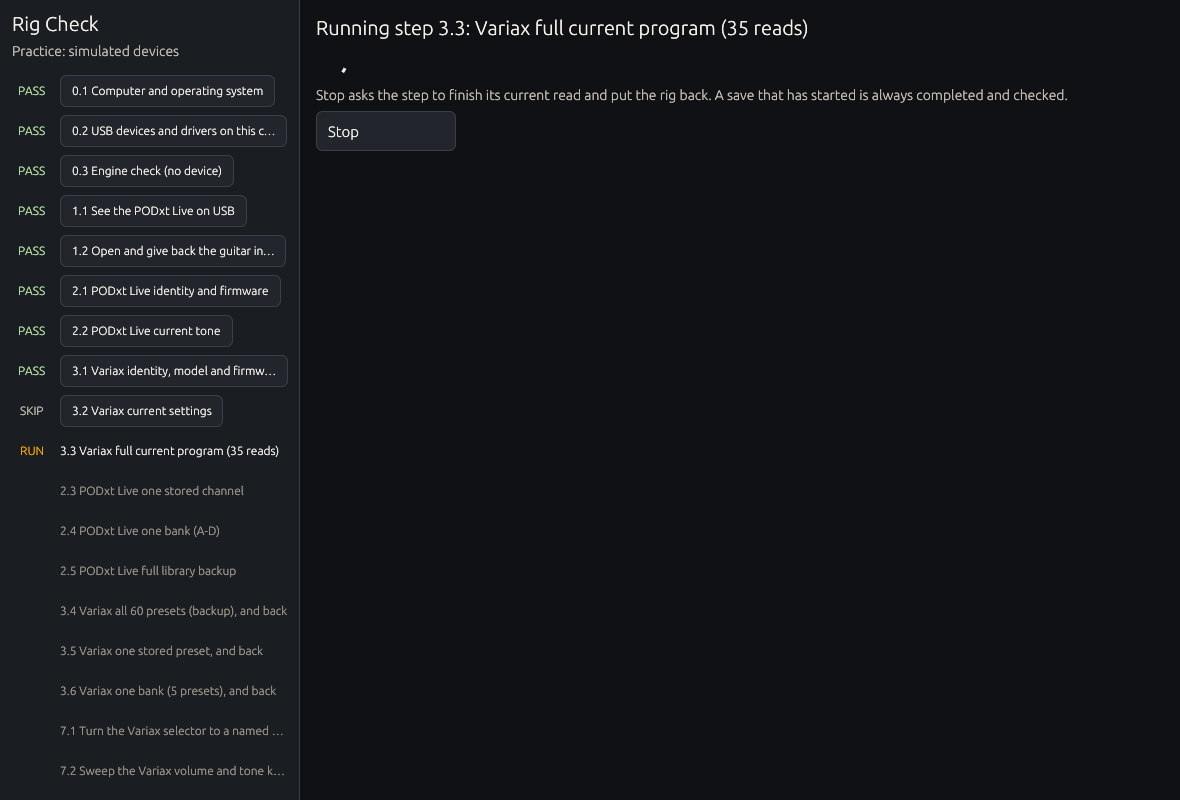 Rig Check
Practice: simulated devices
PASS 0.1 Computer and operating system
PASS 0.2 USB devices and drivers on this c...
PASS 0.3 Engine check (no device)
PASS 1.1 See the PODxt Live on USB
PASS 1.2 Open and give back the guitar in...
PASS 2.1 PODxt Live identity and firmware
PASS 2.2 PODxt Live current tone
PASS 3.1 Variax identity, model and firmw...
SKIP 3.2 Variax current settings
RUN 3.3 Variax full current program (35 reads)
2.3 PODxt Live one stored channel
2.4 PODxt Live one bank (A-D)
2.5 PODxt Live full library backup
3.4 Variax all 60 presets (backup), and back
3.5 Variax one stored preset, and back
3.6 Variax one bank (5 presets), and back
7.1 Turn the Variax selector to a named ...
7.2 Sweep the Variax volume and tone k...
Running step 3.3: Variax full current program (35 reads)
Stop asks the step to finish its current read and put the rig back. A save that has started is always completed and checked.
Stop